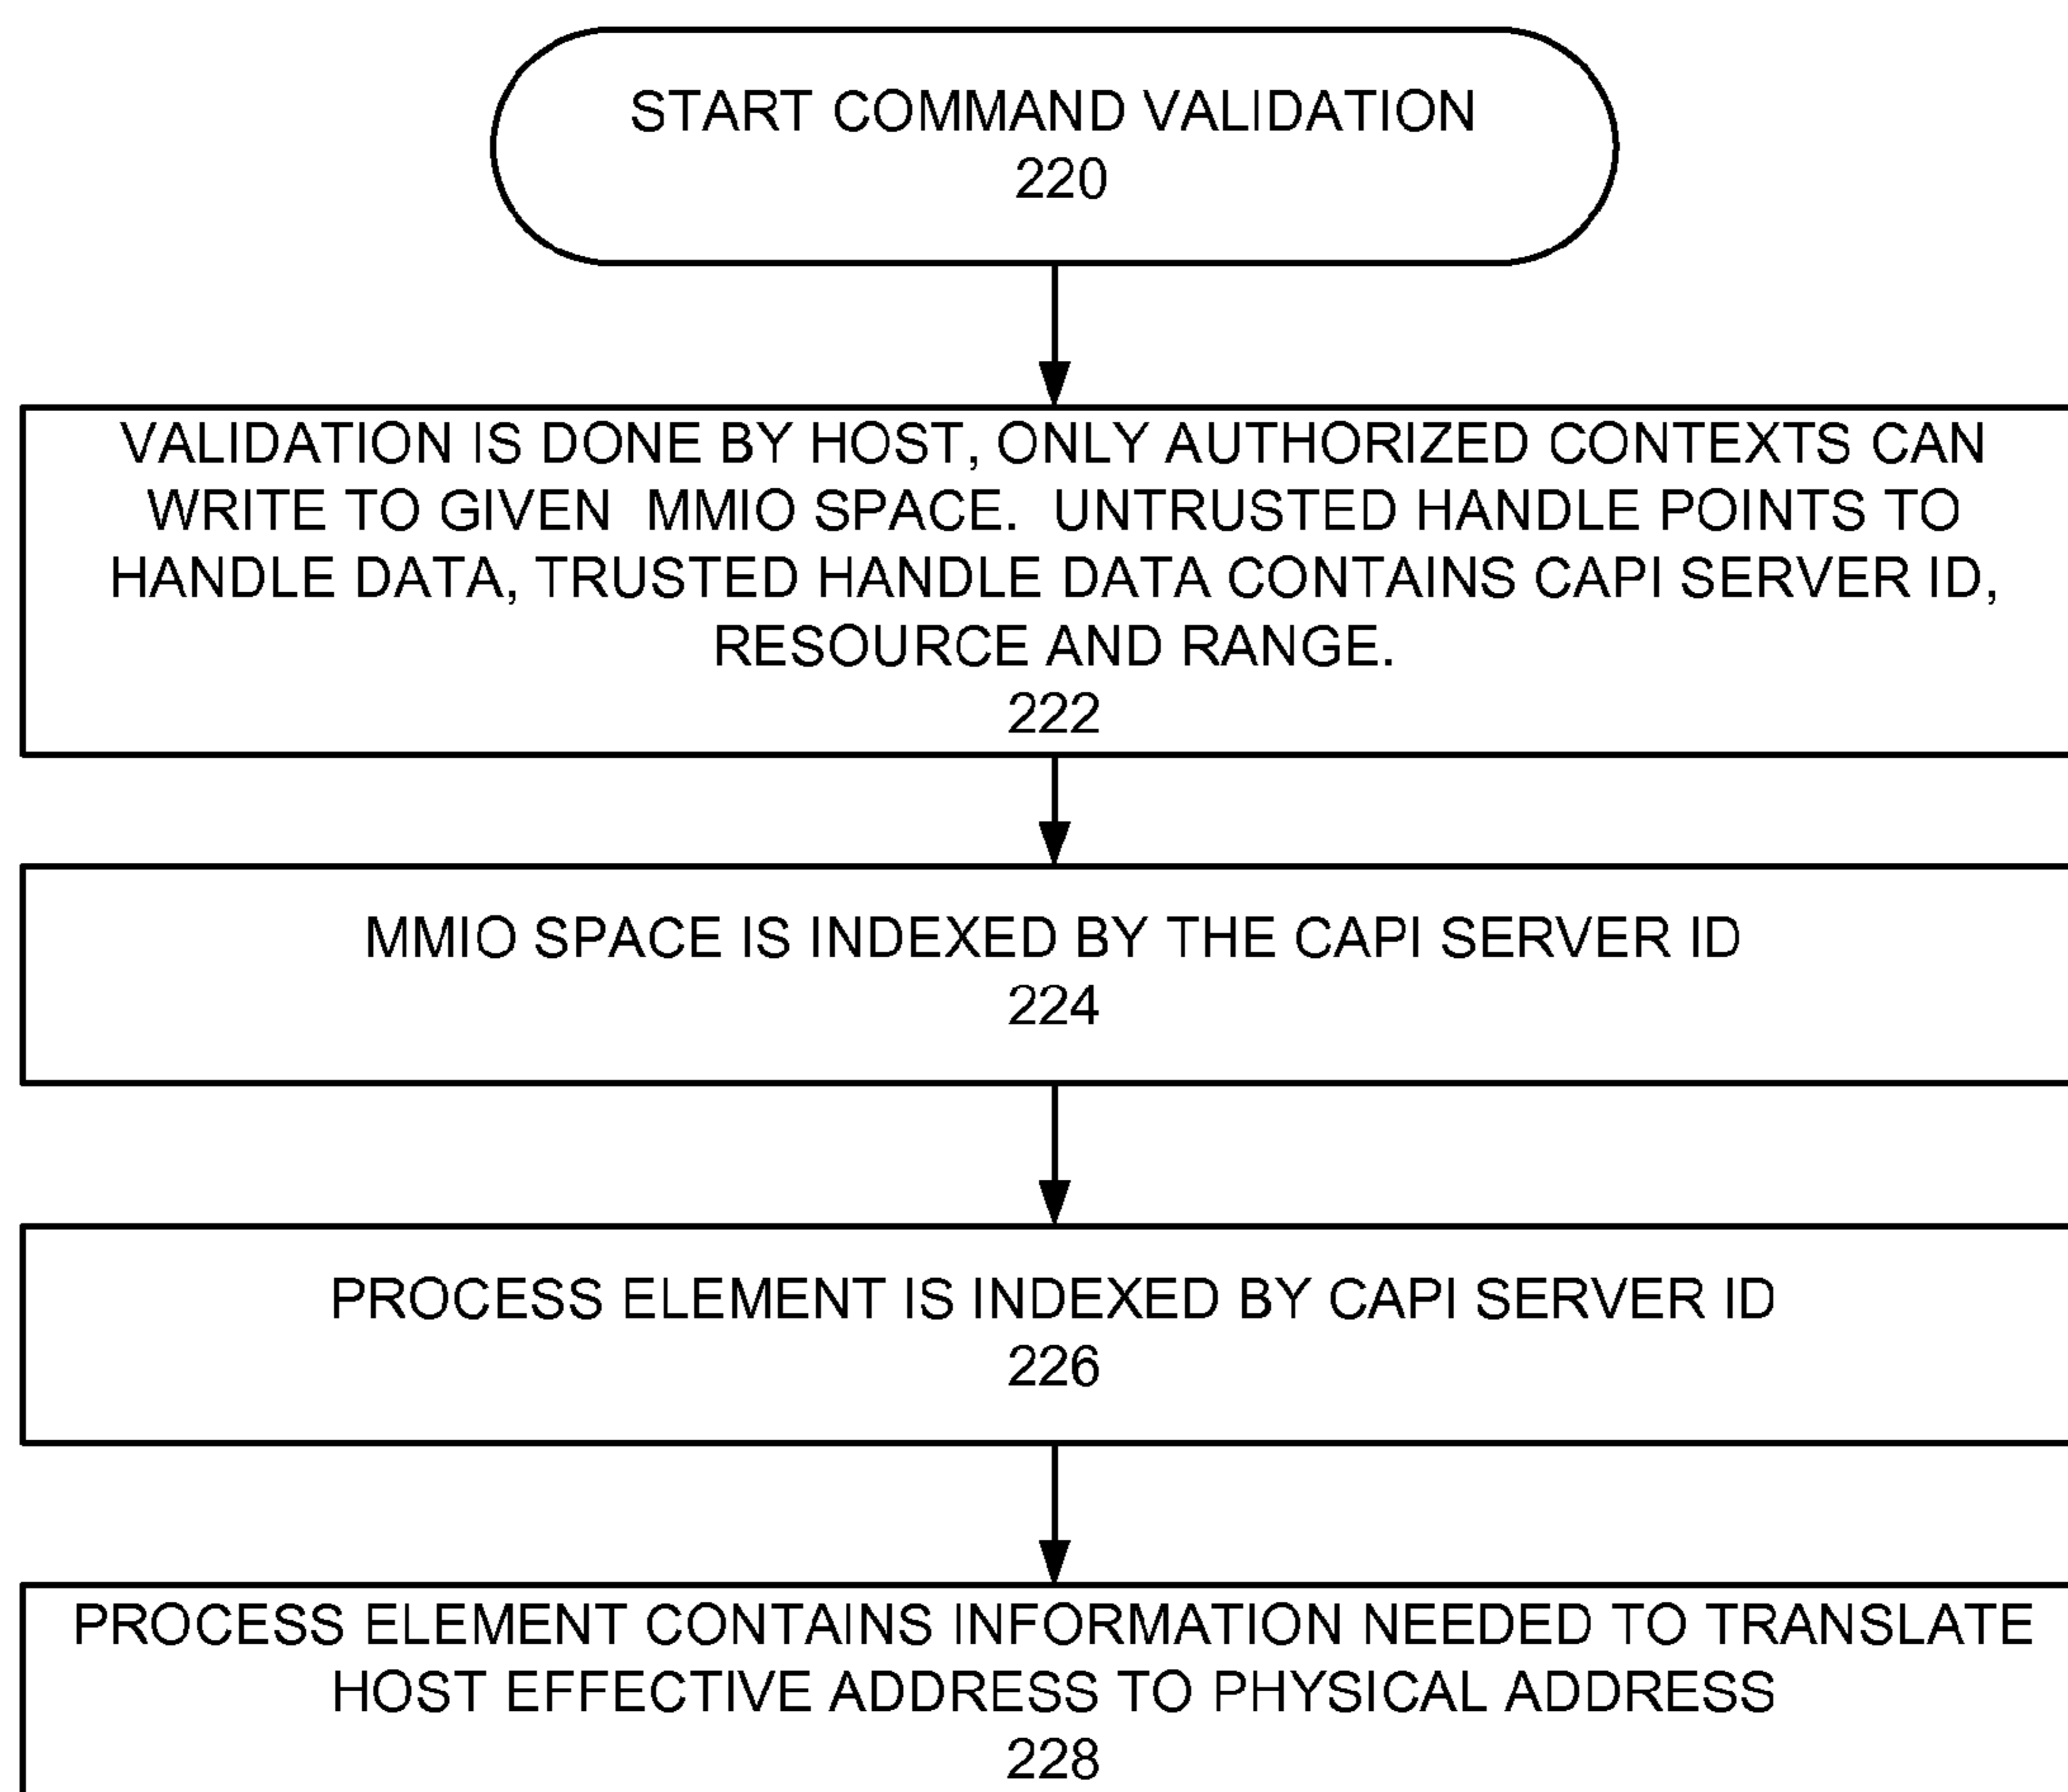 START COMMAND VALIDATION
220
VALIDATION IS DONE BY HOST, ONLY AUTHORIZED CONTEXTS CAN
WRITE TO GIVEN MMIO SPACE. UNTRUSTED HANDLE POINTS TO
HANDLE DATA, TRUSTED HANDLE DATA CONTAINS CAPI SERVER ID,
RESOURCE AND RANGE.
222
MMIO SPACE IS INDEXED BY THE CAPI SERVER ID
224
PROCESS ELEMENT IS INDEXED BY CAPI SERVER ID
226
PROCESS ELEMENT CONTAINS INFORMATION NEEDED TO TRANSLATE
HOST EFFECTIVE ADDRESS TO PHYSICAL ADDRESS
228